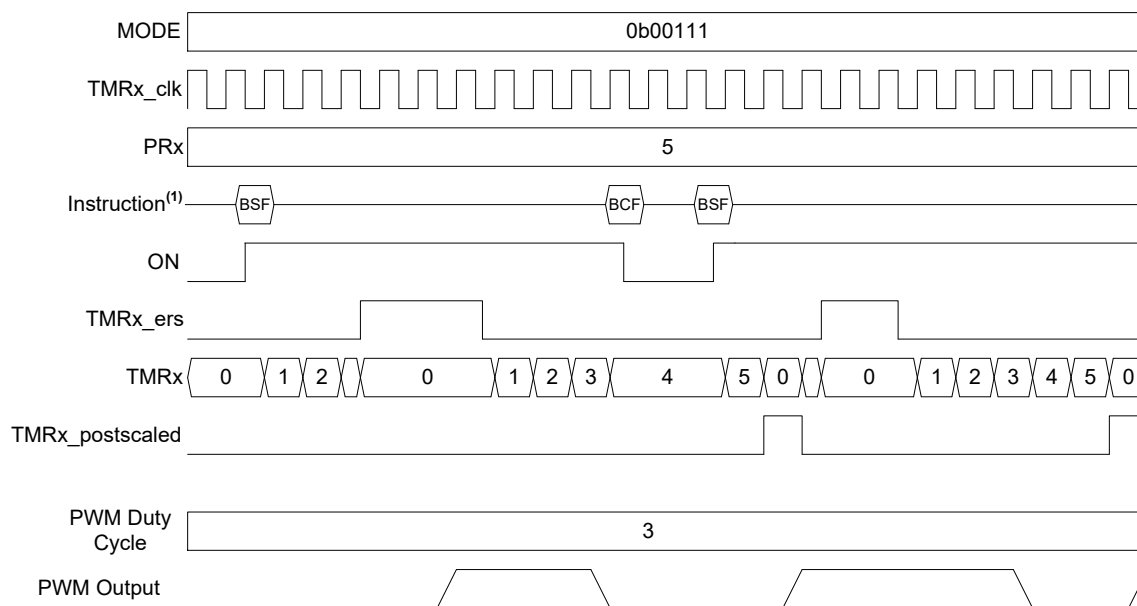 MODE 0b00111
TMRx_clk
PRx 5
Instruction(1) BSF BCF BSF
ON
TMRx_ers
TMRx 0 1 2 0 1 2 3 4 5 0 0 1 2 3 4 5 0
TMRx_postscaled
PWM Duty
Cycle 3
PWM Output